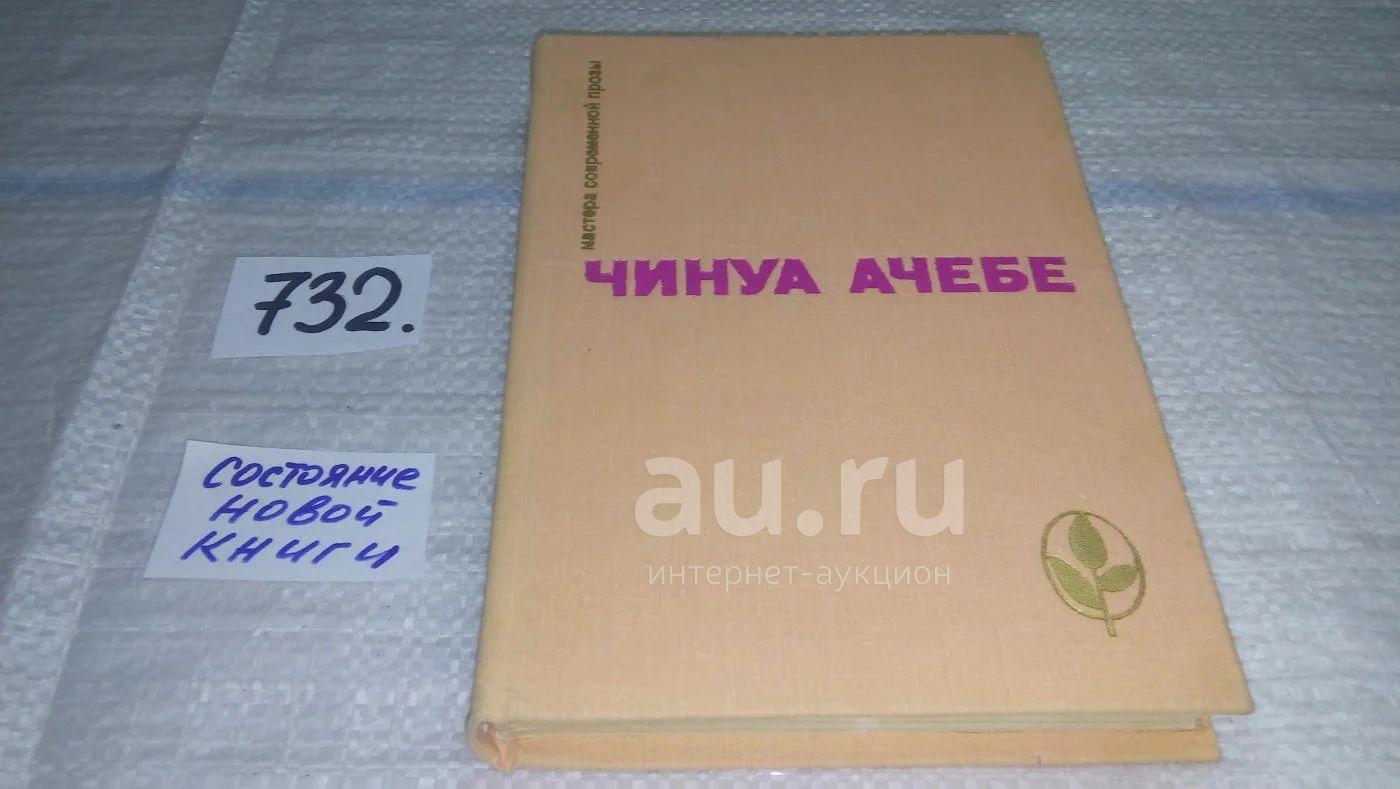 мастера современной прозы
ЧИНУА АЧЕБЕ
732.
состояние
новой
книги
au.ru
интернет-аукцион